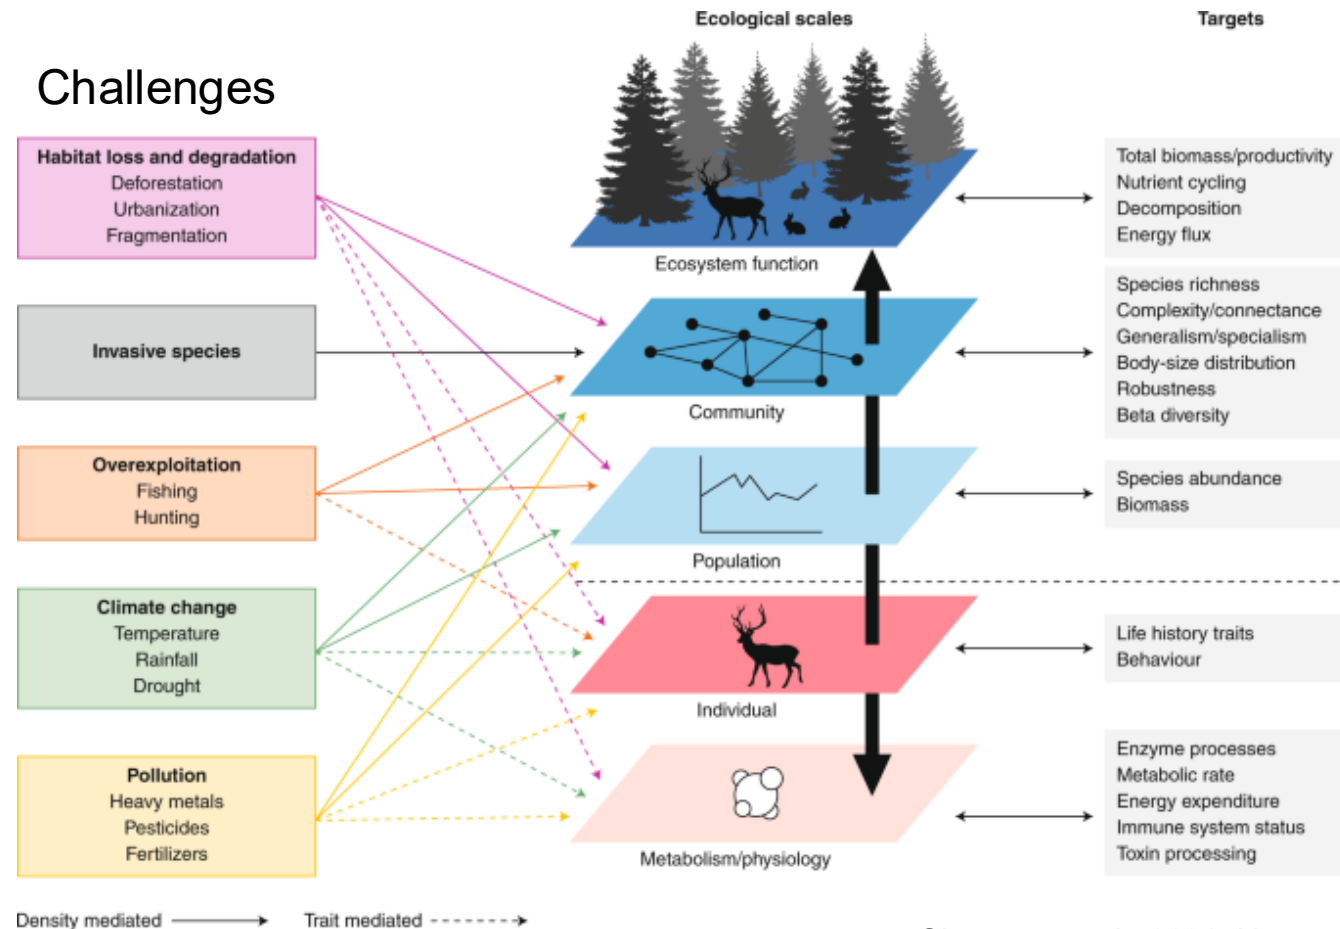 Ecological scales
Targets
Challenges
Habitat loss and degradation
Deforestation
Urbanization
Fragmentation
Invasive species
Overexploitation
Fishing
Hunting
Climate change
Temperature
Rainfall
Drought
Pollution
Heavy metals
Pesticides
Fertilizers
Density mediated
Trait mediated
Ecosystem function
Community
Population
Individual
Metabolism/physiology
Total biomass/productivity
Nutrient cycling
Decomposition
Energy flux
Species richness
Complexity/connectance
Generalism/specialism
Body-size distribution
Robustness
Beta diversity
Species abundance
Biomass
Life history traits
Behaviour
Enzyme processes
Metabolic rate
Energy expenditure
Immune system status
Toxin processing